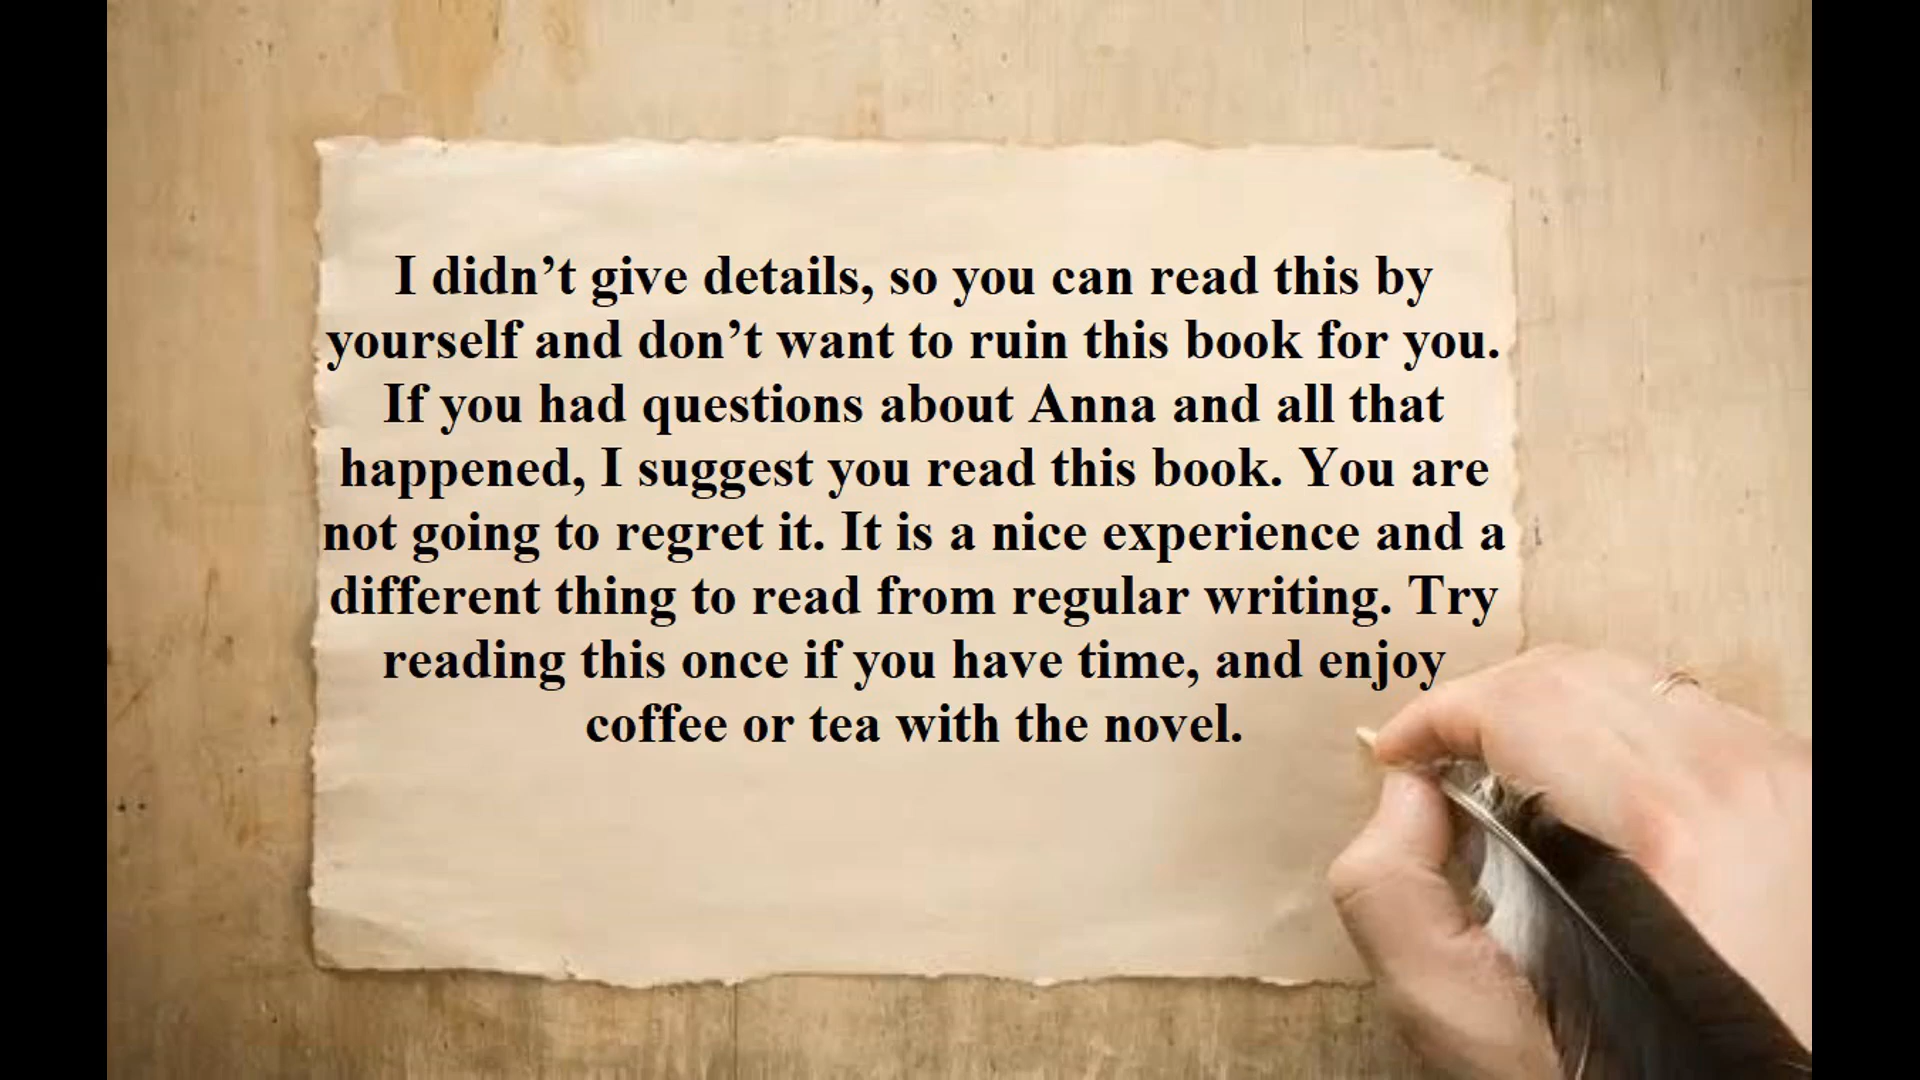 I didn’t give details, so you can read this by
yourself and don’t want to ruin this book for you.
If you had questions about Anna and all that
happened, I suggest you read this book. You are
not going to regret it. It is a nice experience and a
different thing to read from regular writing. Try
reading this once if you have time, and enjoy
coffee or tea with the novel.